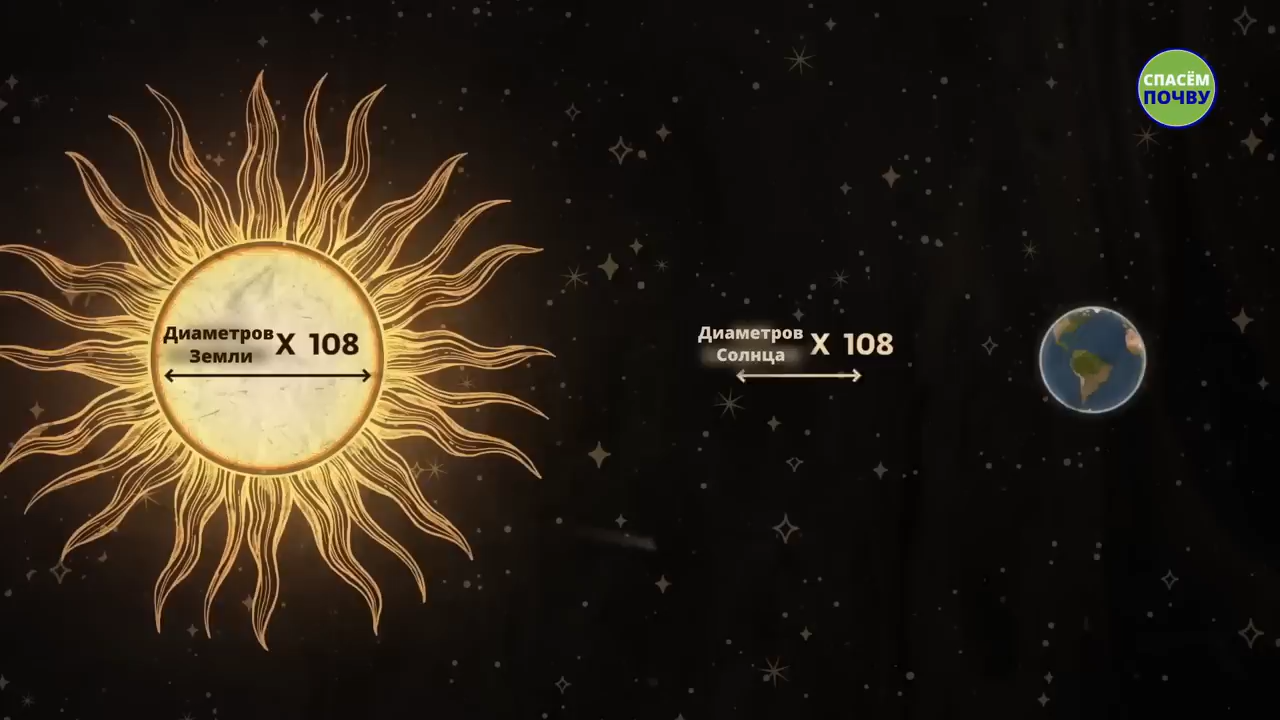 СПАСЁМ
ПОЧВУ
Диаметров
Земли
X 108
Диаметров
Солнца
X 108